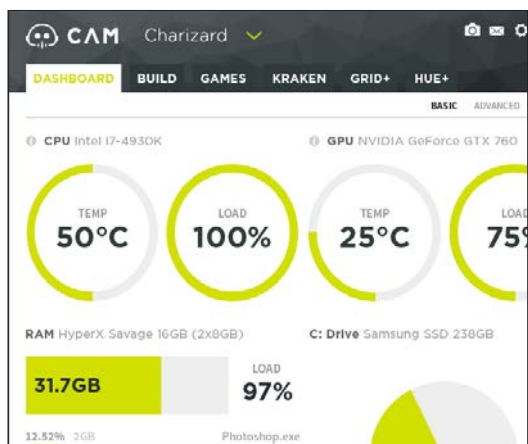 CAM Charizard
DASHBOARD BUILD GAMES KRAKEN GRID+ HUE+
BASIC ADVANCED
CPU Intel I7-4930K GPU NVIDIA GeForce GTX 760
TEMP LOAD TEMP LOAD
50°C 100% 25°C 75%
RAM HyperX Savage 16GB (2x8GB) C: Drive Samsung SSD 238GB
LOAD
31.7GB 97%
12.52% 2GB Photoshop.exe